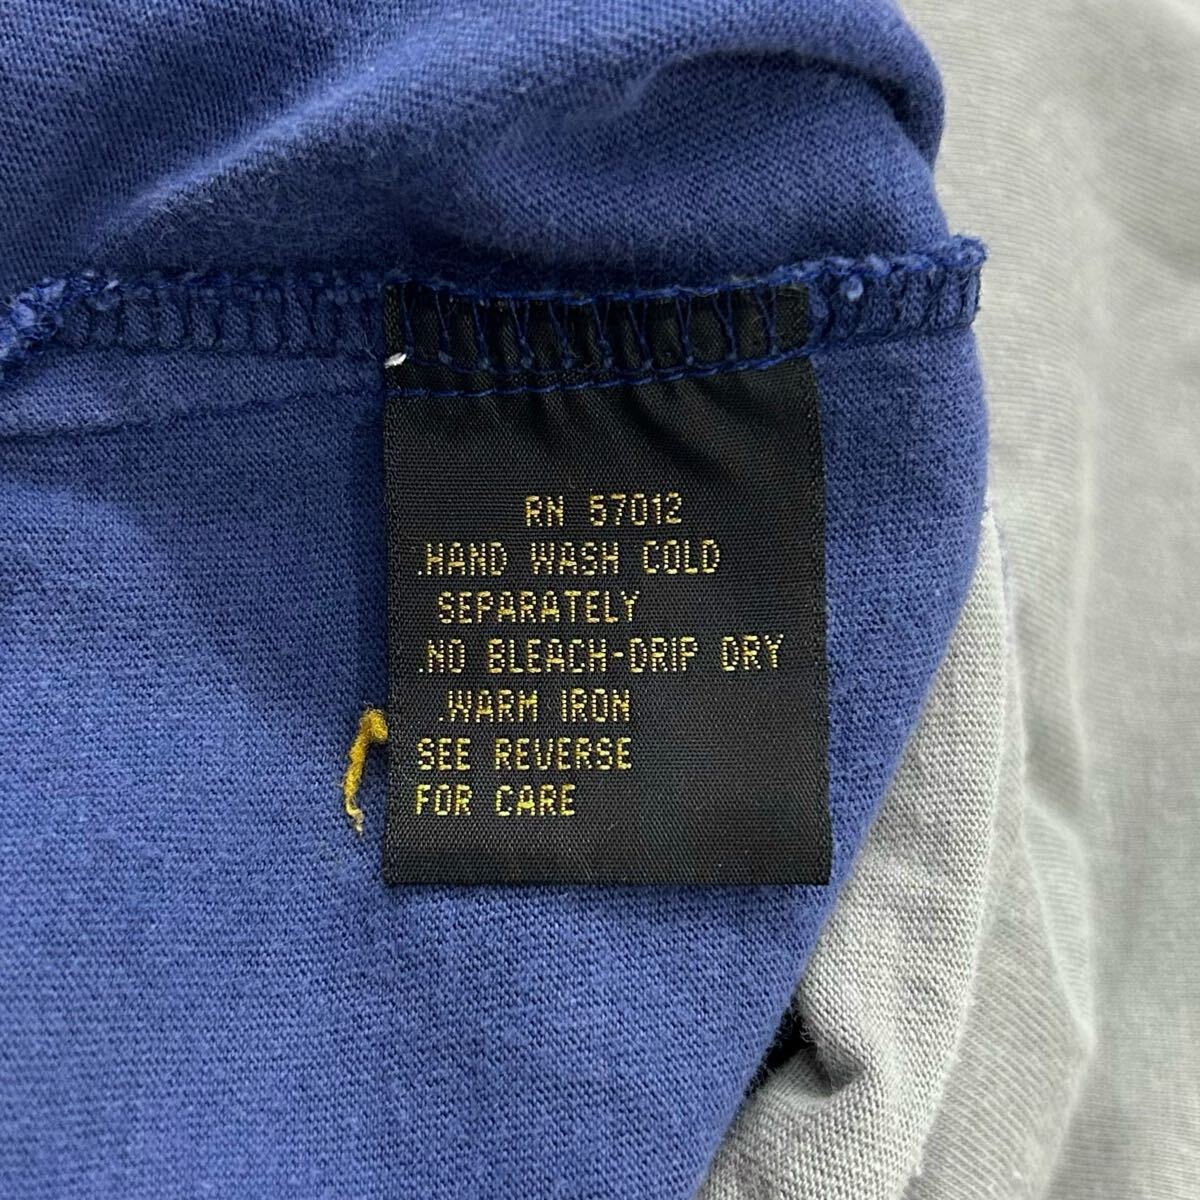 RN 57012
.HAND WASH COLD
SEPARATELY
.NO BLEACH-DRIP DRY
.WARM IRON
SEE REVERSE
FOR CARE